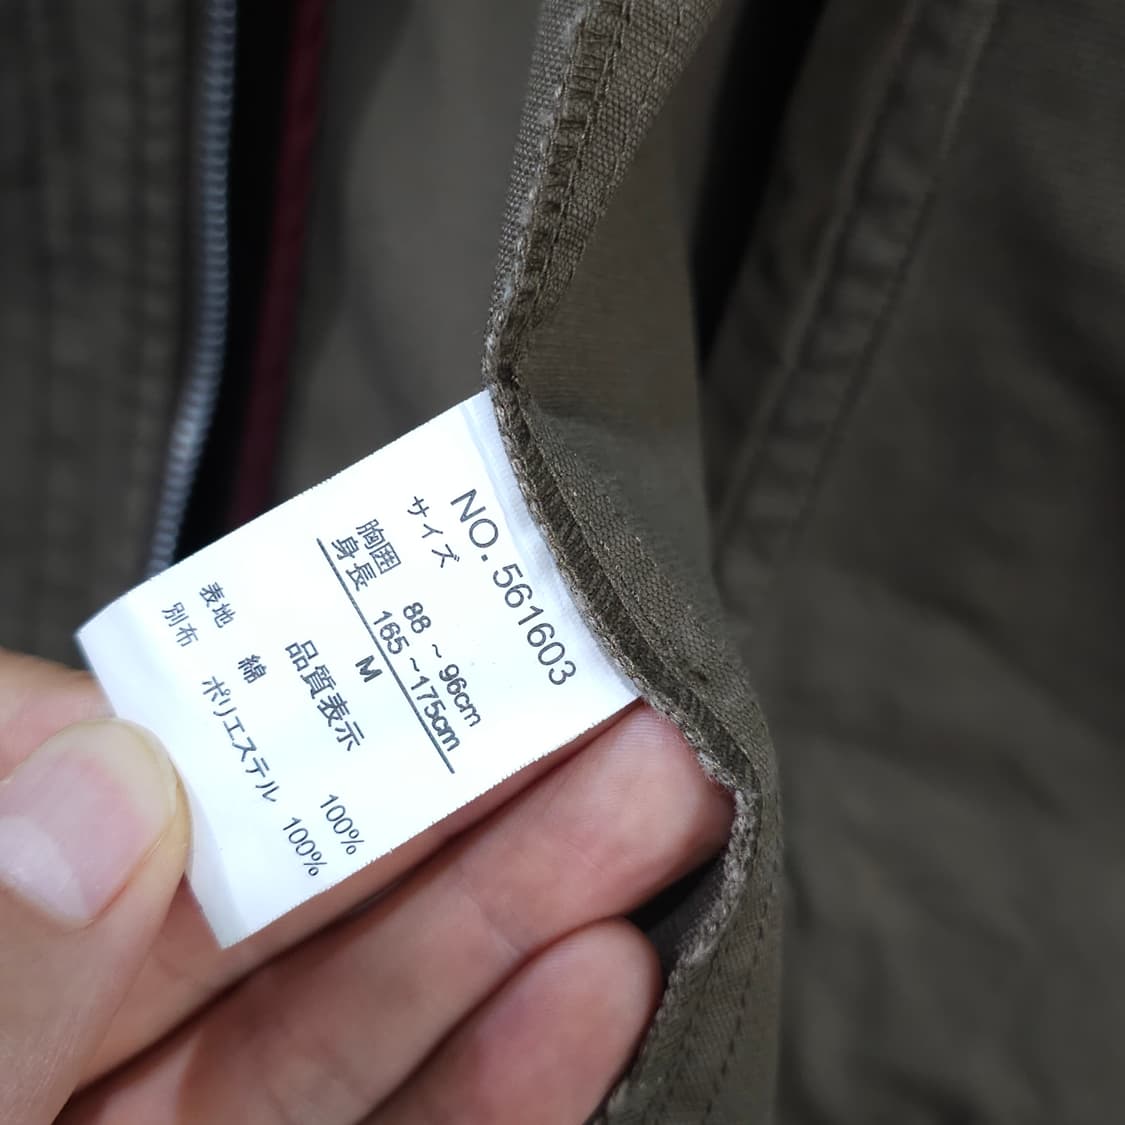 NO.561603
サイズ
胸囲 88～96cm
身長 165～175cm
M
品質表示
表地 綿 100%
別布 ポリエステル 100%